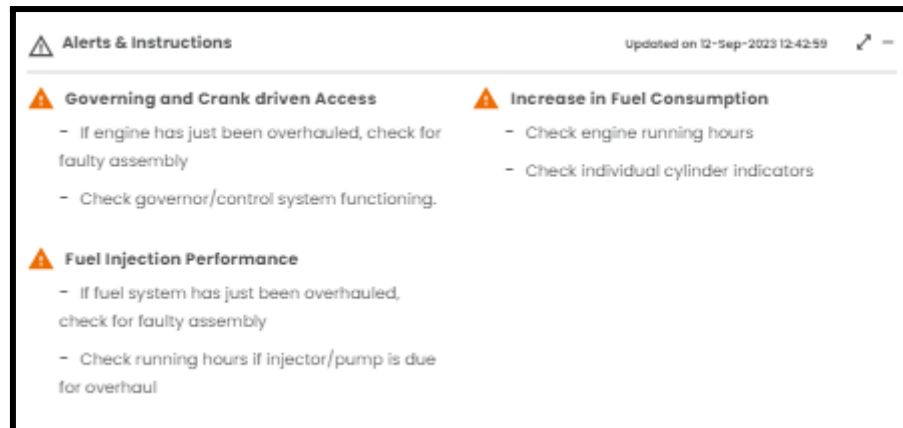 Alerts & Instructions
Updated on 12-Sep-2023 12:42:59
Governing and Crank driven Access
- If engine has just been overhauled, check for
faulty assembly
- Check governor/control system functioning.
Fuel Injection Performance
- If fuel system has just been overhauled,
check for faulty assembly
- Check running hours if injector/pump is due
for overhaul
Increase in Fuel Consumption
- Check engine running hours
- Check individual cylinder indicators